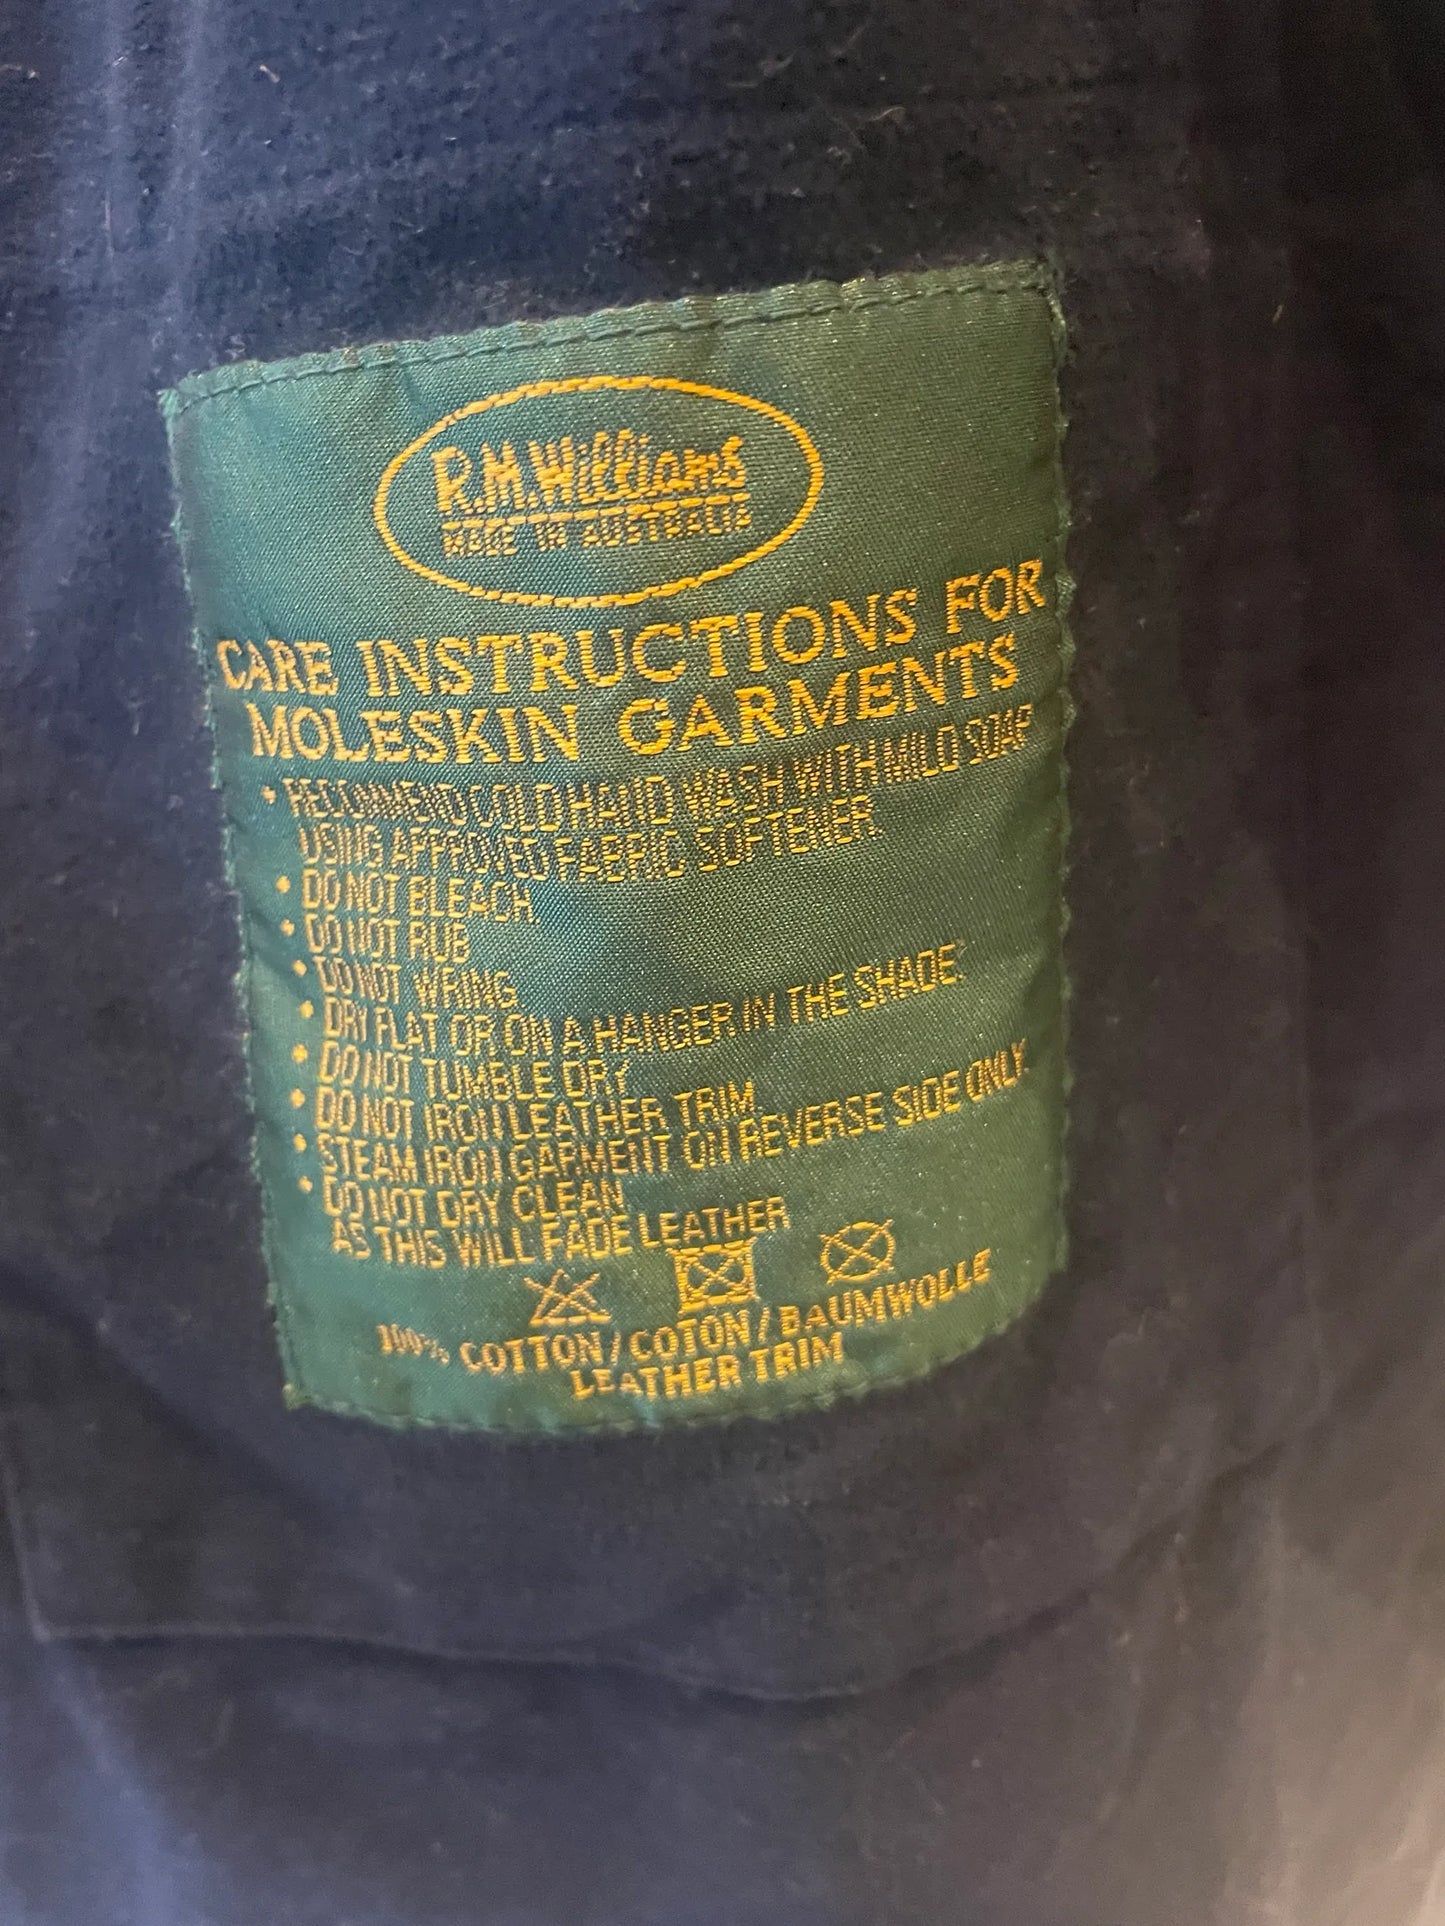 R.M.Williams
MADE IN AUSTRALIA
CARE INSTRUCTIONS FOR
MOLESKIN GARMENTS
• RECOMMEND COLD HAND WASH WITH MILD SOAP
USING APPROVED FABRIC SOFTENER.
• DO NOT BLEACH
• DO NOT RUB
• DO NOT WRING
• DRY FLAT OR ON A HANGER IN THE SHADE.
• DO NOT TUMBLE DRY
• DO NOT IRON LEATHER TRIM
• STEAM IRON GARMENT ON REVERSE SIDE ONLY.
• DO NOT DRY CLEAN
AS THIS WILL FADE LEATHER
100% COTTON/COTON/BAUMWOLLE
LEATHER TRIM